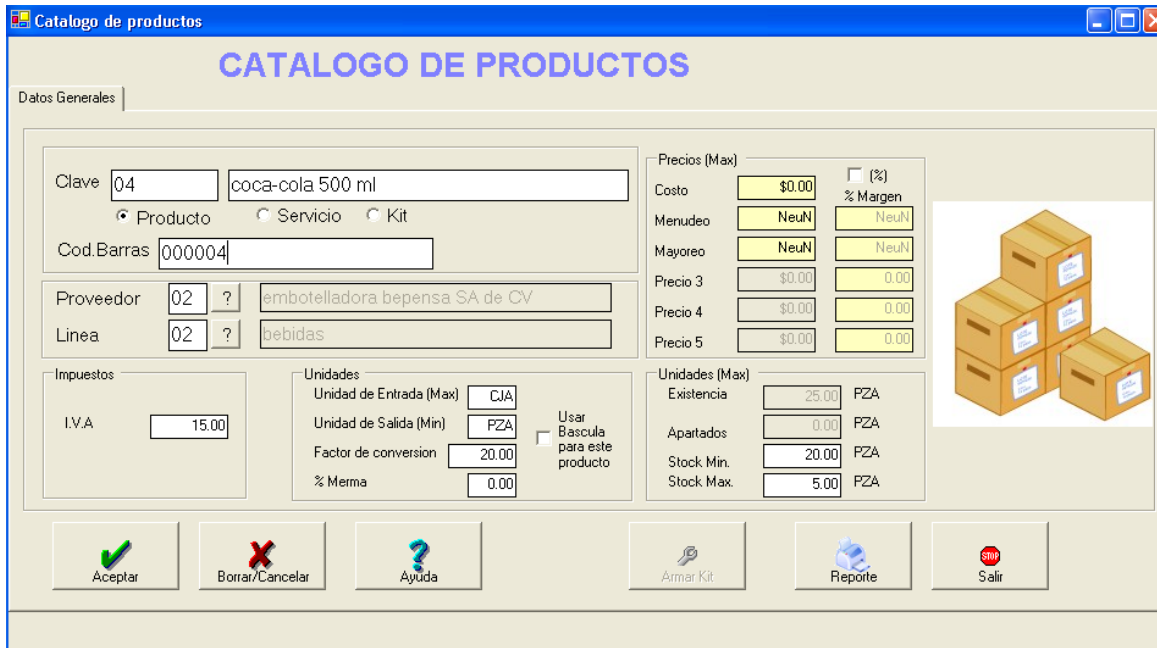 Catalogo de productos
CATALOGO DE PRODUCTOS
Datos Generales
Clave 04 coca-cola 500 ml
Producto Servicio Kit
Cod.Barras 000004
Proveedor 02 ? embotelladora bepensa SA de CV
Linea 02 ? bebidas
Precios (Max)
(%)
Costo $0.00 % Margen
Menudeo NeuN NeuN
Mayoreo NeuN NeuN
Precio 3 $0.00 0.00
Precio 4 $0.00 0.00
Precio 5 $0.00 0.00
Impuestos
I.V.A 15.00
Unidades
Unidad de Entrada (Max) CJA
Unidad de Salida (Min) PZA
Factor de conversion 20.00
% Merma 0.00
Usar
Bascula
para este
producto
Unidades (Max)
Existencia 25.00 PZA
Apartados 0.00 PZA
Stock Min. 20.00 PZA
Stock Max. 5.00 PZA
Aceptar
Borrar/Cancelar
Ayuda
Armar Kit
Reporte
STOP
Salir